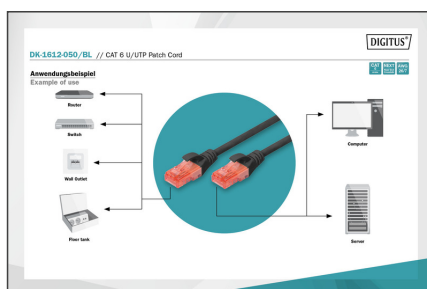 DIGITUS®
DK-1612-050/BL // CAT 6 U/UTP Patch Cord
Anwendungsbeispiel
Example of use
Router
Switch
Wall Outlet
Floor tank
Computer
Server